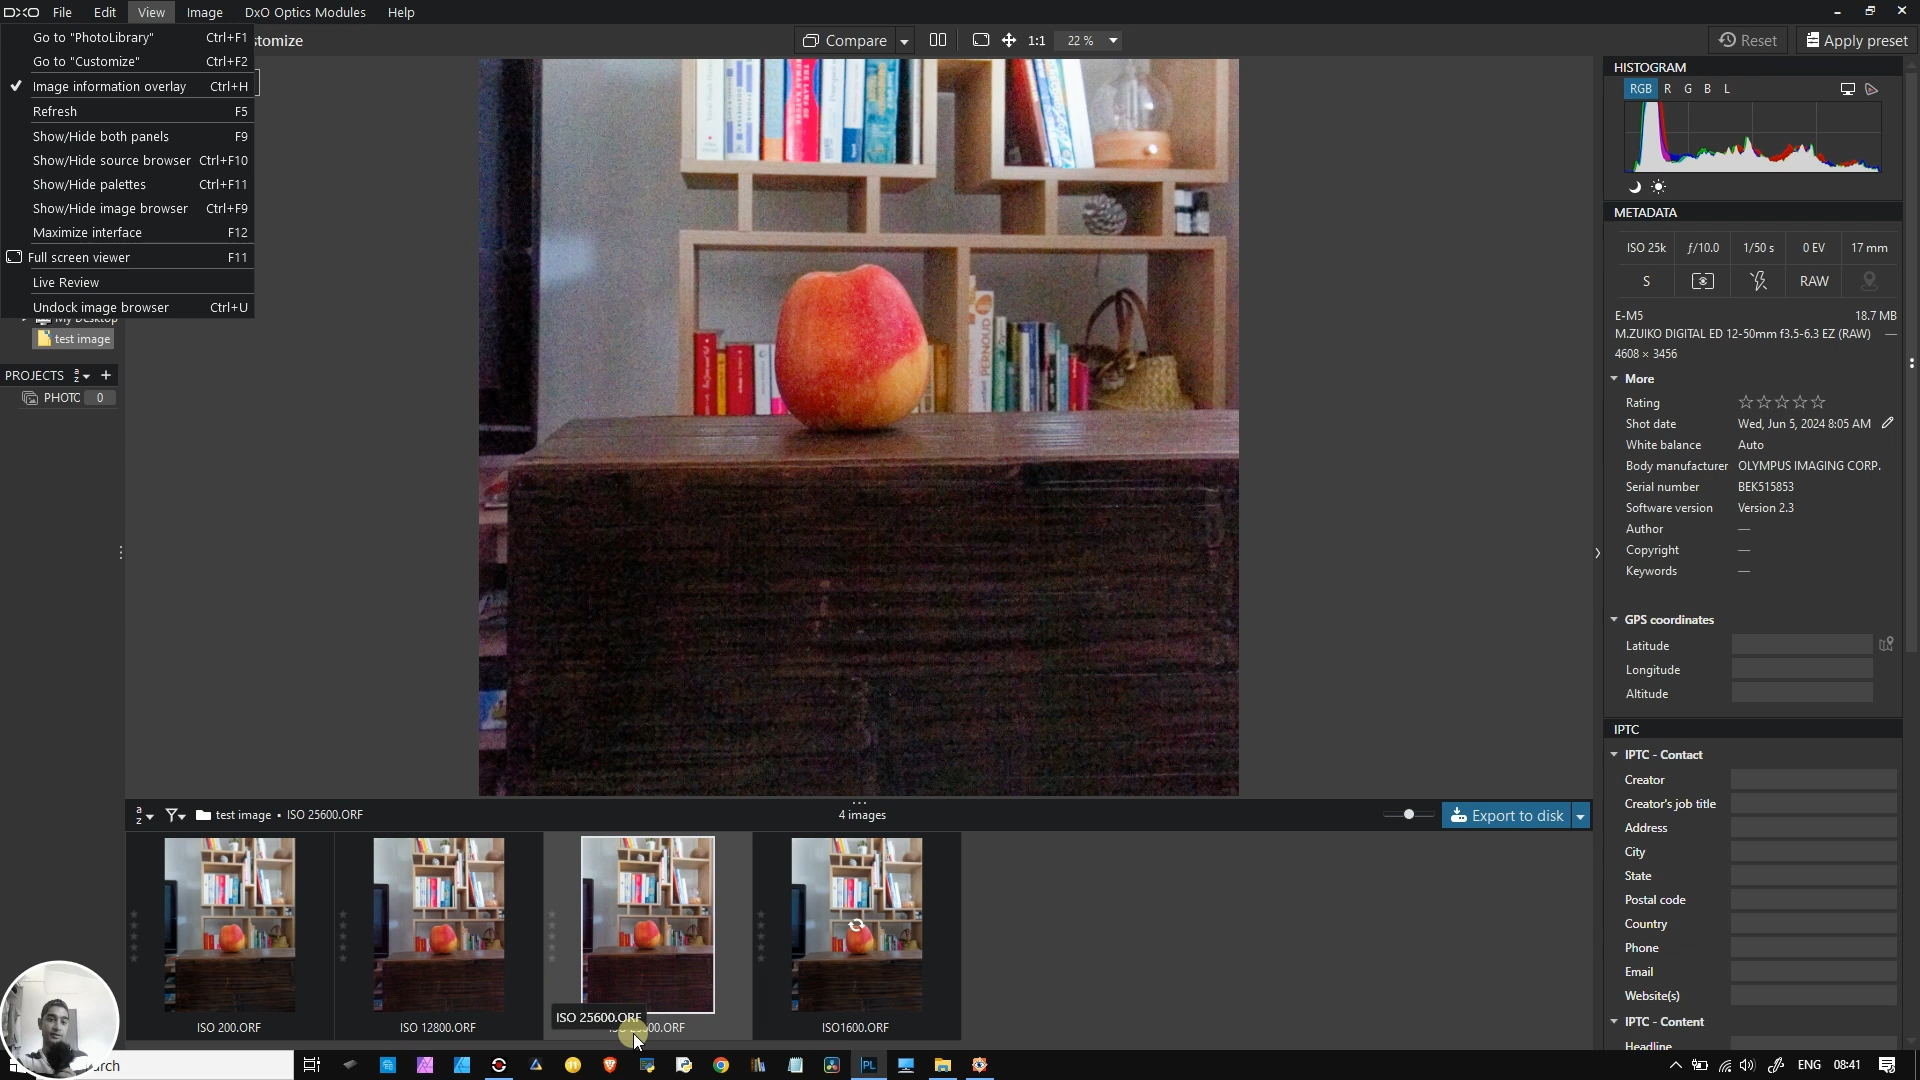 DXO File Edit View Image DxO Optics Modules Help
Go to "PhotoLibrary" Ctrl+F1
Go to "Customize" Ctrl+F2
Image information overlay Ctrl+H
Refresh F5
Show/Hide both panels F9
Show/Hide source browser Ctrl+F10
Show/Hide palettes Ctrl+F11
Show/Hide image browser Ctrl+F9
Maximize interface F12
Full screen viewer F11
Live Review
Undock image browser Ctrl+U
stomize
Compare 1:1 22 % Reset Apply preset
My Desktop
test image
PROJECTS
PHOTO 0
PERNOUD
HISTOGRAM
RGB R G B L
METADATA
ISO 25k ƒ/10.0 1/50 s 0 EV 17 mm
S RAW
E-M5 18.7 MB
M.ZUIKO DIGITAL ED 12-50mm f3.5-6.3 EZ (RAW) —
4608 × 3456
More
Rating
Shot date Wed, Jun 5, 2024 8:05 AM
White balance Auto
Body manufacturer OLYMPUS IMAGING CORP.
Serial number BEK515853
Software version Version 2.3
Author —
Copyright —
Keywords —
GPS coordinates
Latitude
Longitude
Altitude
IPTC
IPTC - Contact
Creator
Creator's job title
Address
City
State
Postal code
Country
Phone
Email
Website(s)
IPTC - Content
Headline
a z test image • ISO 25600.ORF 4 images Export to disk
ISO 200.ORF
ISO 12800.ORF
ISO 25600.ORF
ISO1600.ORF
arch
PL
ENG 08:41